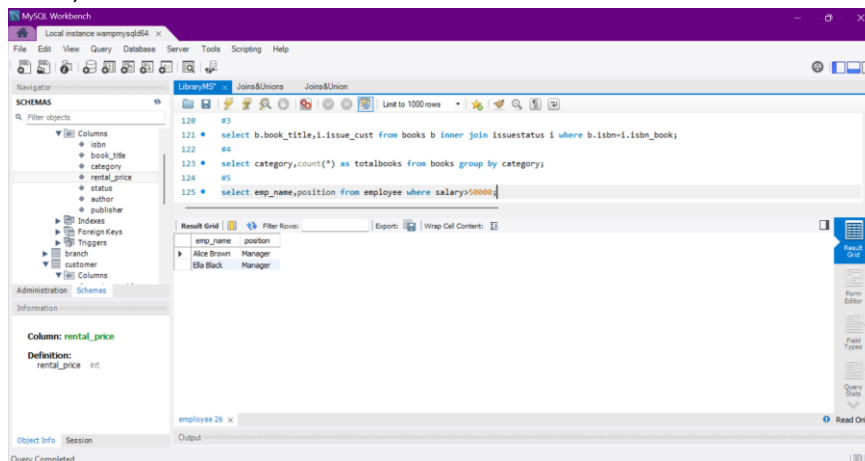 MySQL Workbench
Local instance wampmysqld64 ×
File Edit View Query Database Server Tools Scripting Help
Navigator
SCHEMAS
Filter objects
Columns
isbn
book_title
category
rental_price
status
author
publisher
Indexes
Foreign Keys
Triggers
branch
customer
Columns
Administration Schemas
Information
Column: rental_price
Definition:
rental_price int
Object Info Session
Query Completed
LibraryMS* × Joins&Unions Joins&Union
Limit to 1000 rows
120 #3
121 select b.book_title,i.issue_cust from books b inner join issuestatus i where b.isbn=i.isbn_book;
122 #4
123 select category,count(*) as totalbooks from books group by category;
124 #5
125 select emp_name,position from employee where salary>50000;
Result Grid Filter Rows: Export: Wrap Cell Content:
emp_name position
Alice Brown Manager
Ella Black Manager
Result
Grid
Form
Editor
Field
Types
Query
Stats
employee 26 ×
Read On
Output